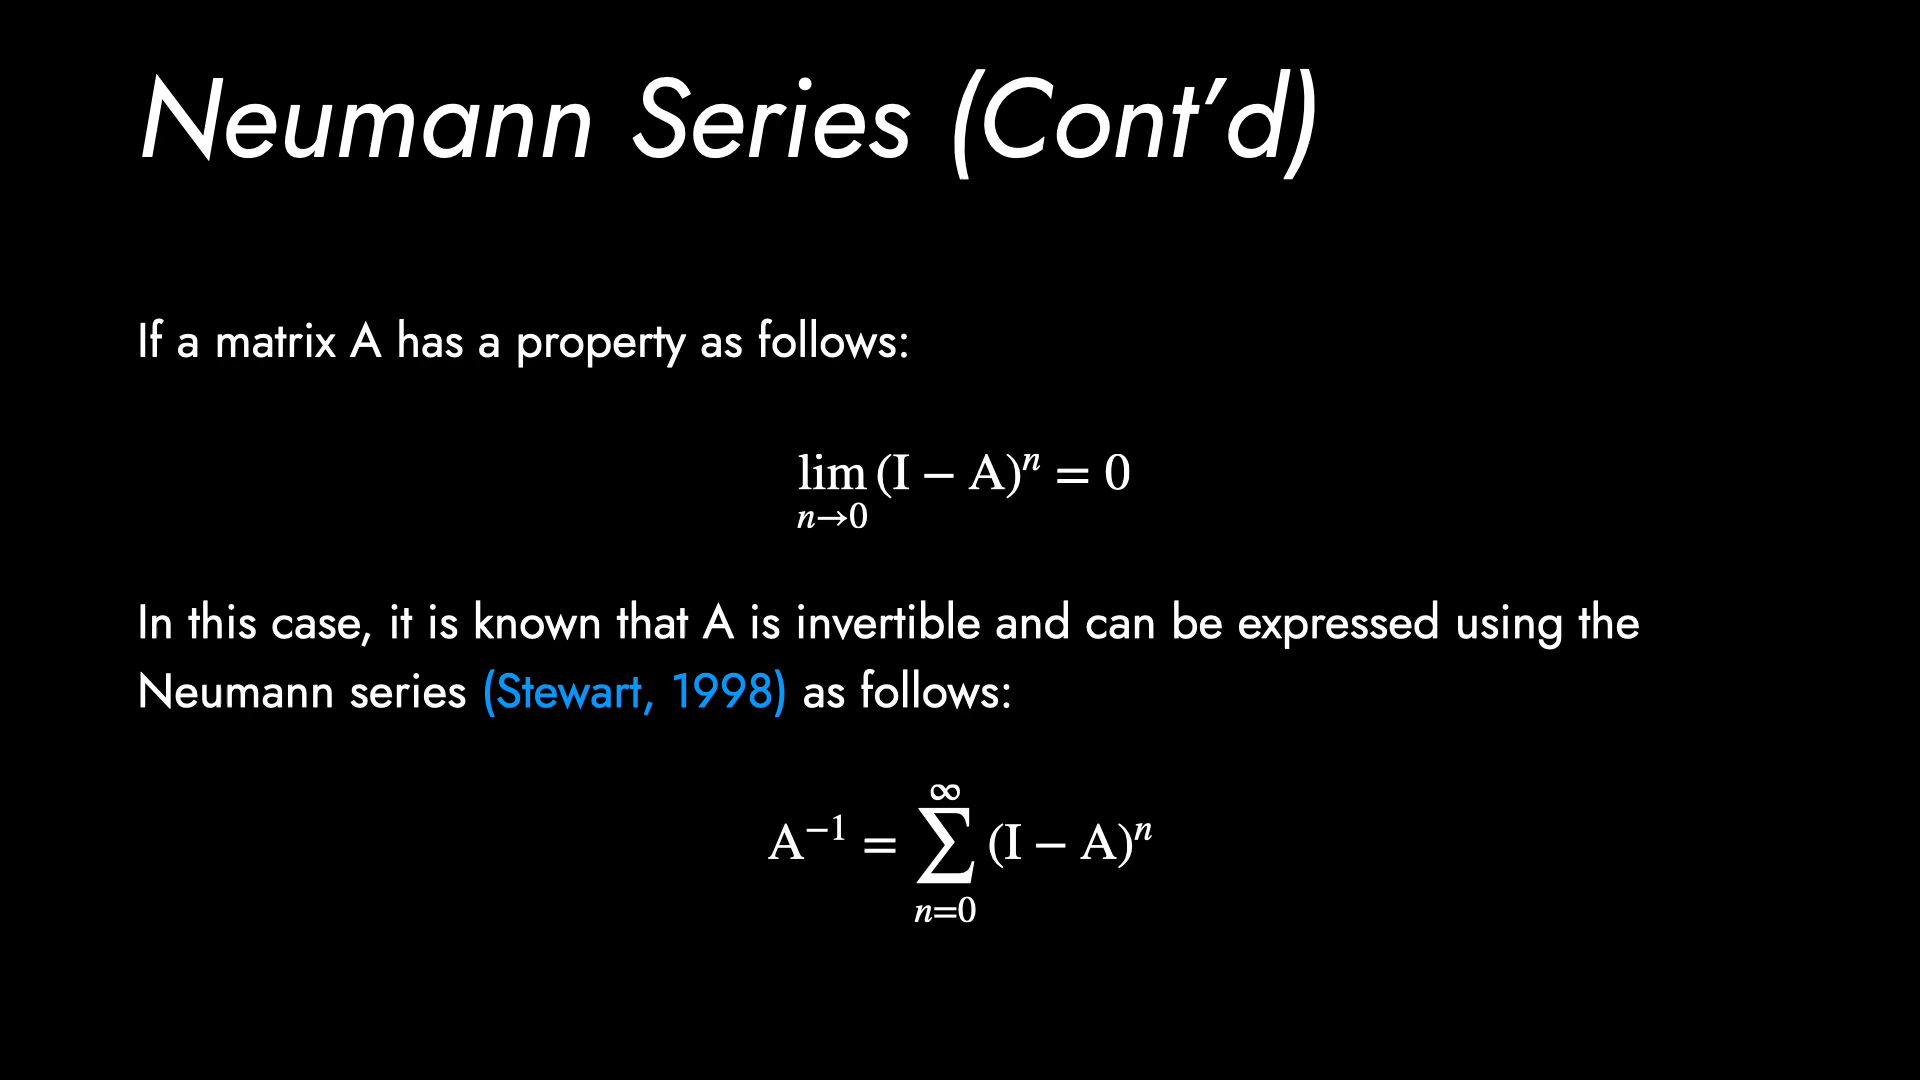 Neumann Series (Cont’d)
If a matrix A has a property as follows:
lim (I − A)ⁿ = 0
n→0
In this case, it is known that A is invertible and can be expressed using the
Neumann series (Stewart, 1998) as follows:
∞
A⁻¹ = ∑ (I − A)ⁿ
n=0